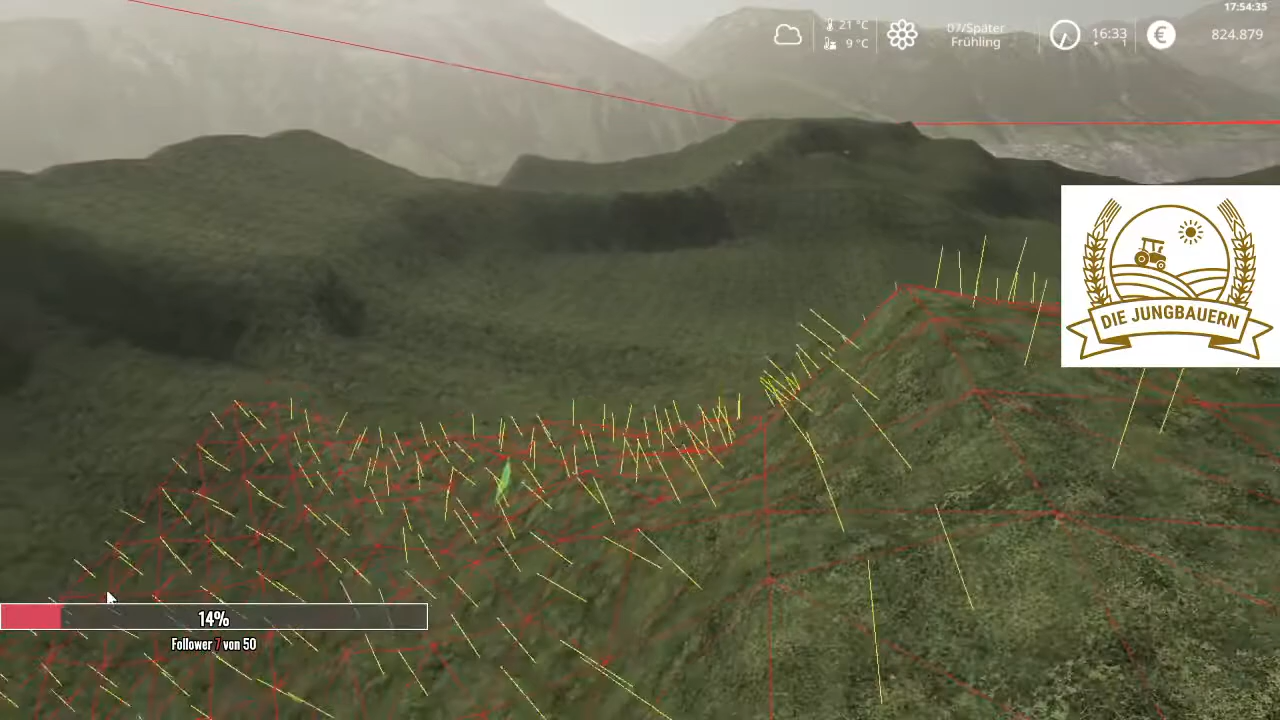 17:54:35
21 °C
9 °C
07/Später
Frühling
16:33
1
€
824.879
DIE JUNGBAUERN
14%
Follower 7 von 50